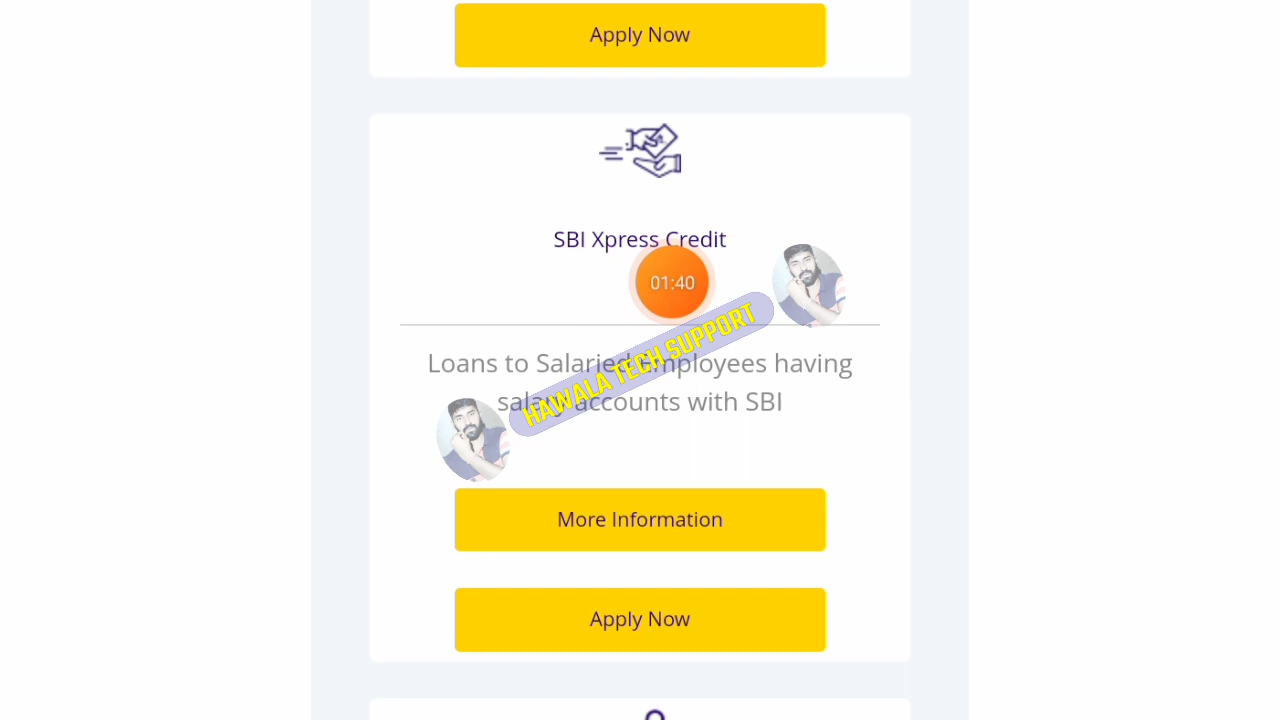 Apply Now
SBI Xpress Credit
01:40
HAWALA TECH SUPPORT
Loans to Salaried Employees having
salary accounts with SBI
More Information
Apply Now